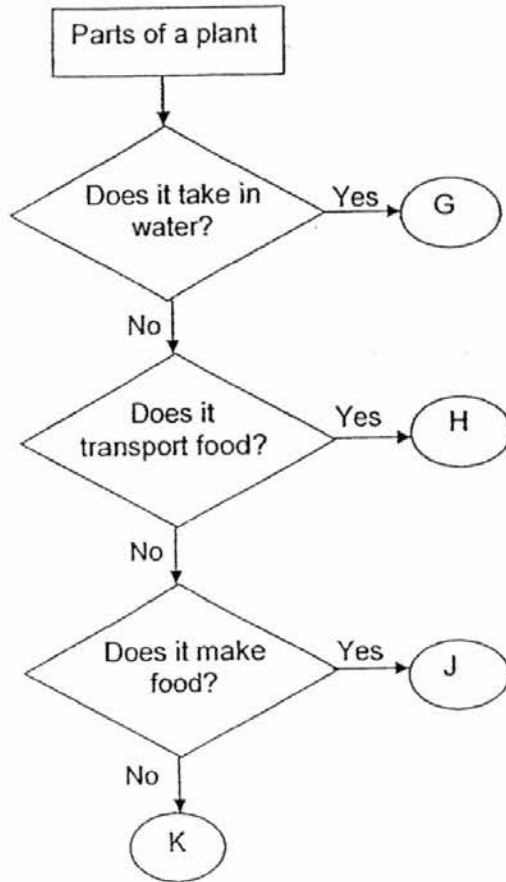 Parts of a plant
Does it take in
water?
Yes
G
No
Does it
transport food?
Yes
H
No
Does it make
food?
Yes
J
No
K